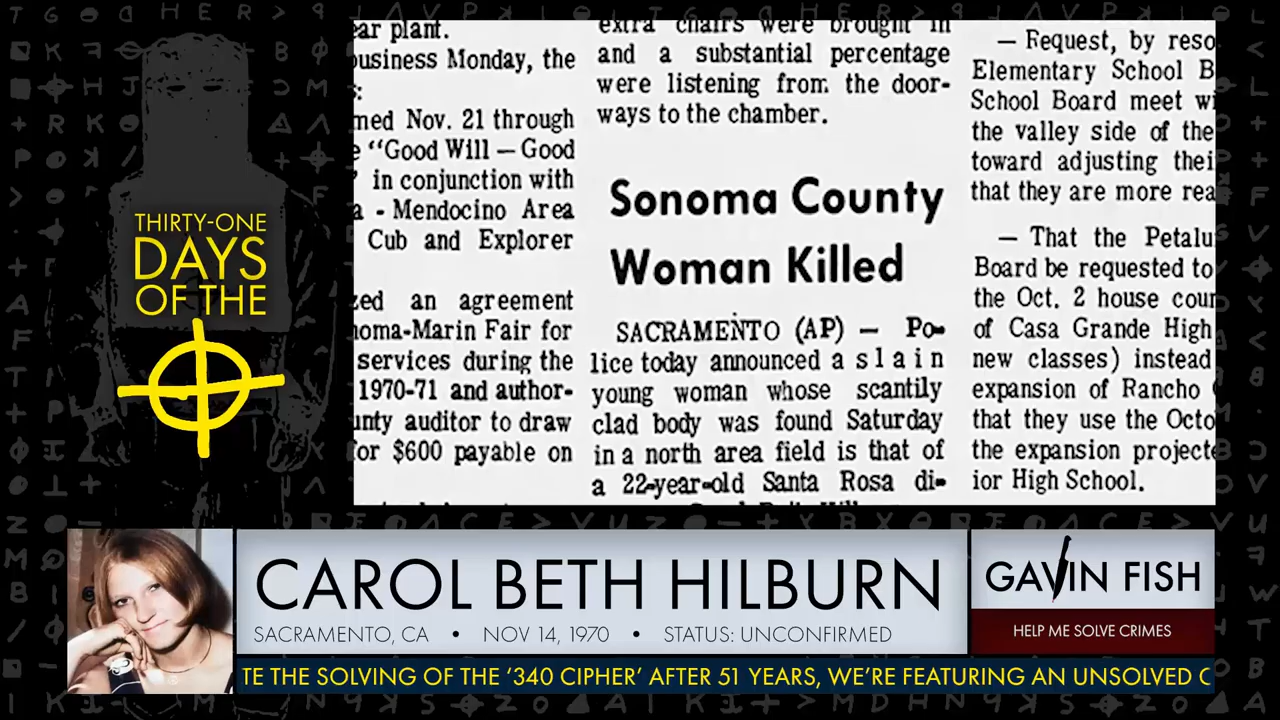 THIRTY-ONE
DAYS
OF THE
ear plant.
business Monday, the
s:
med Nov. 21 through
e “Good Will — Good
’ in conjunction with
a - Mendocino Area
Cub and Explorer
zed an agreement
noma-Marin Fair for
services during the
1970-71 and author-
unty auditor to draw
for $600 payable on
extra chairs were brought in
and a substantial percentage
were listening from the door-
ways to the chamber.
Sonoma County
Woman Killed
SACRAMENTO (AP) — Po-
lice today announced a slain
young woman whose scantily
clad body was found Saturday
in a north area field is that of
a 22-year-old Santa Rosa di-
— Request, by reso
Elementary School B
School Board meet wi
the valley side of the
toward adjusting thei
that they are more rea
— That the Petalu
Board be requested to
the Oct. 2 house coun
of Casa Grande High
new classes) instead
expansion of Rancho
that they use the Octo
the expansion projecte
ior High School.
CAROL BETH HILBURN
SACRAMENTO, CA • NOV 14, 1970 • STATUS: UNCONFIRMED
GAVIN FISH
HELP ME SOLVE CRIMES
TE THE SOLVING OF THE ‘340 CIPHER’ AFTER 51 YEARS, WE’RE FEATURING AN UNSOLVED C